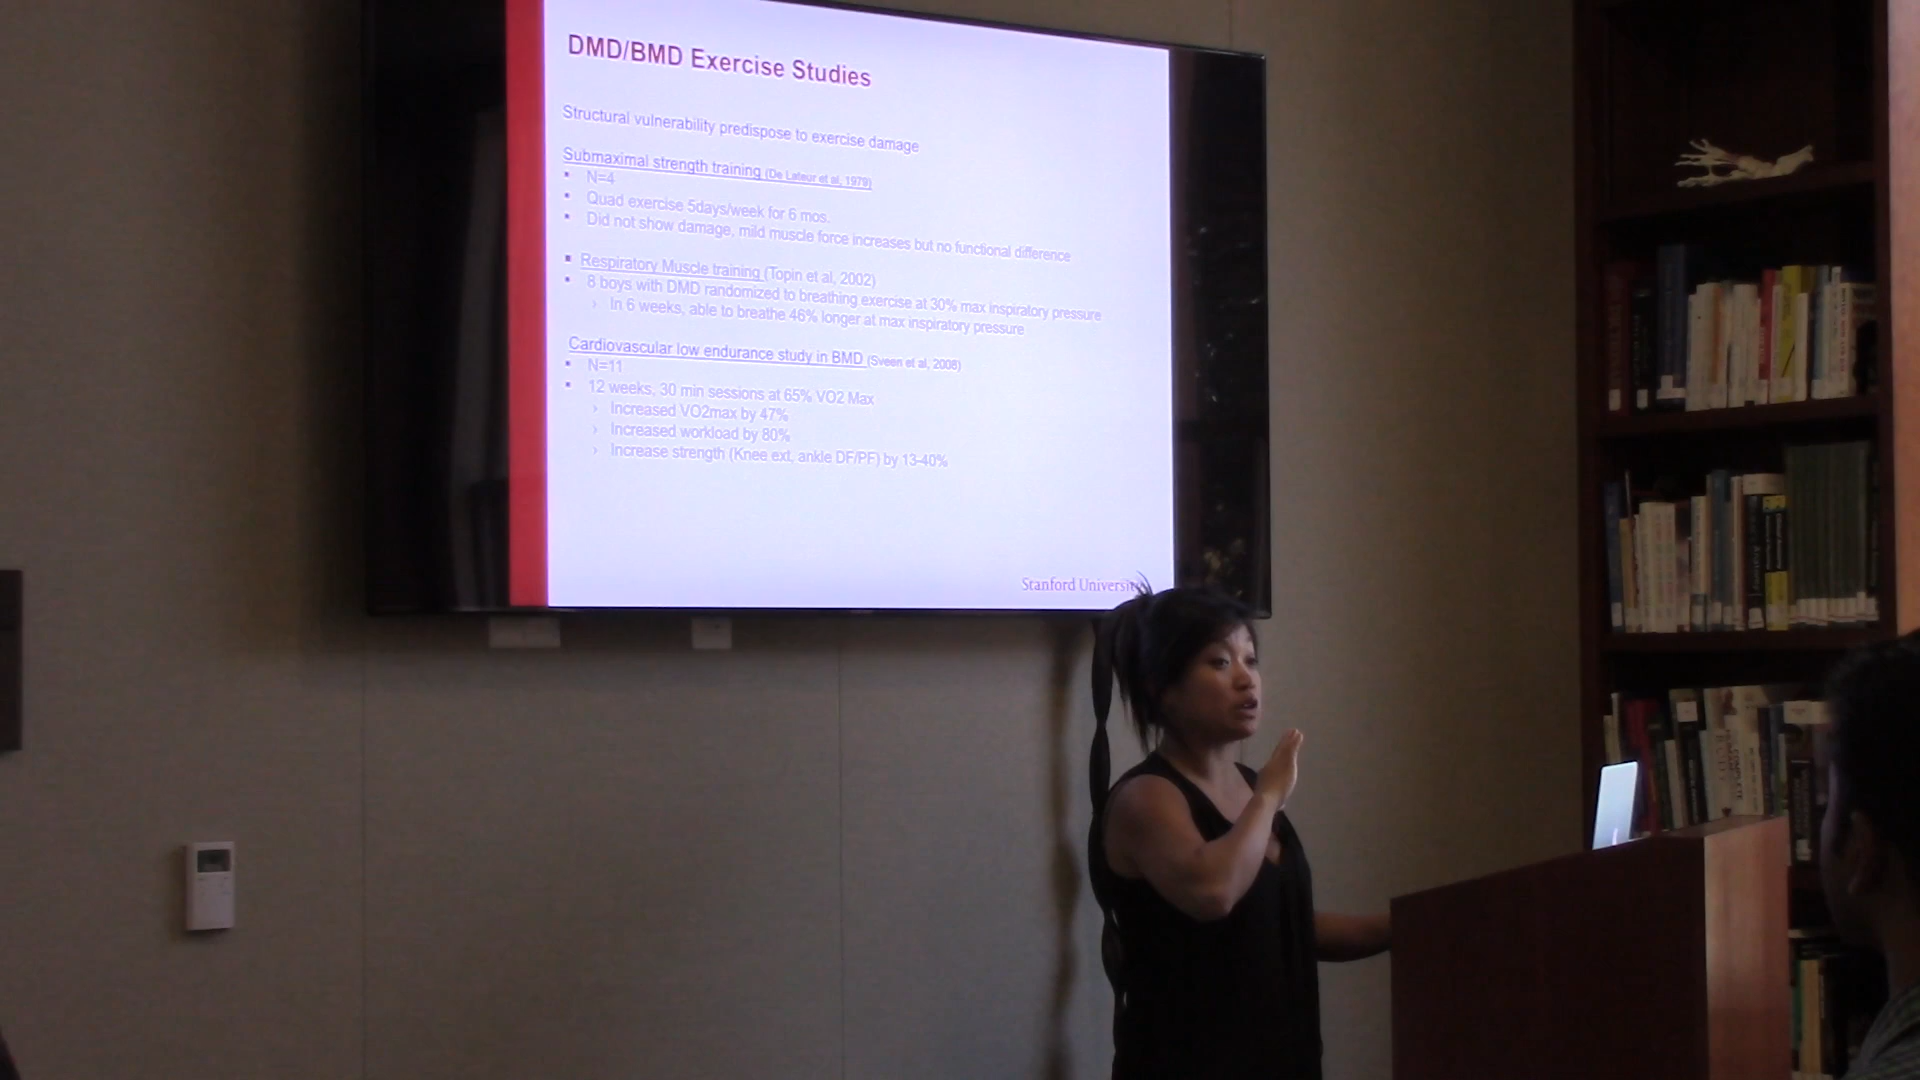 DMD/BMD Exercise Studies
Structural vulnerability predispose to exercise damage
Submaximal strength training (De Lateur et al, 1979)
▪ N=4
▪ Quad exercise 5days/week for 6 mos.
▪ Did not show damage, mild muscle force increases but no functional difference
▪ Respiratory Muscle training (Topin et al, 2002)
▪ 8 boys with DMD randomized to breathing exercise at 30% max inspiratory pressure
› In 6 weeks, able to breathe 46% longer at max inspiratory pressure
Cardiovascular low endurance study in BMD (Sveen et al, 2008)
▪ N=11
▪ 12 weeks, 30 min sessions at 65% VO2 Max
› Increased VO2max by 47%
› Increased workload by 80%
› Increase strength (Knee ext, ankle DF/PF) by 13-40%
Stanford University